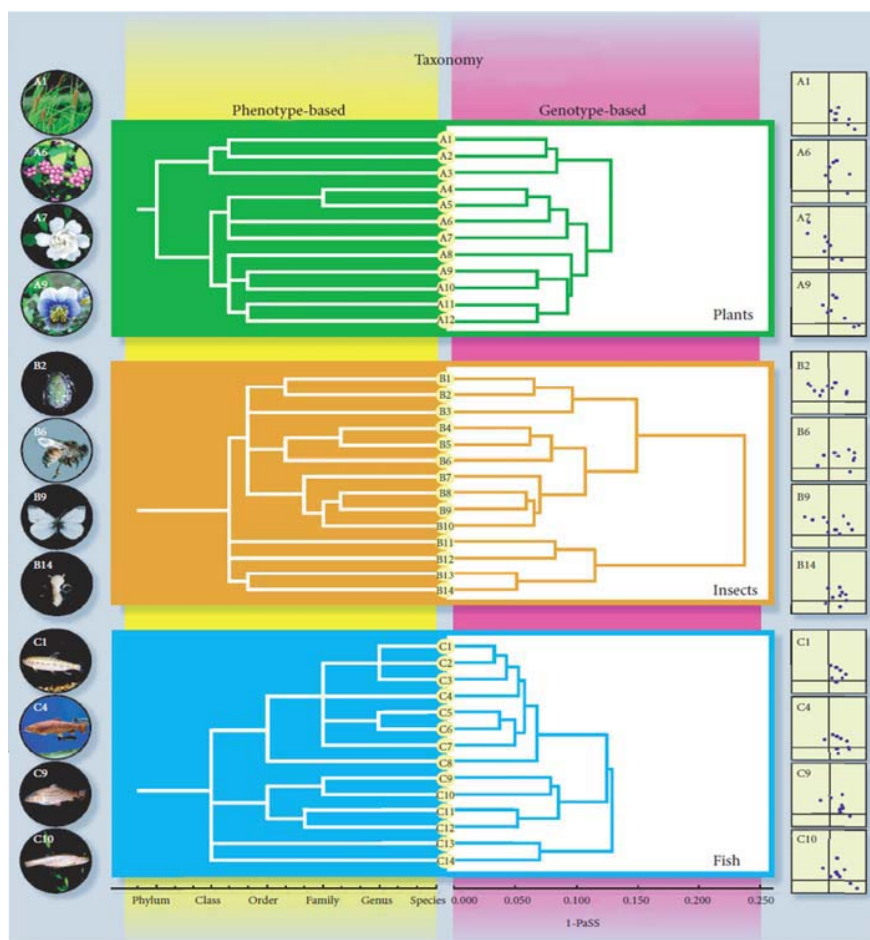 Taxonomy
Phenotype-based Genotype-based
A1
A6
A7
A9
A1
A2
A3
A4
A5
A6
A7
A8
A9
A10
A11
A12
Plants
A1
A6
A7
A9
B2
B6
B9
B14
B1
B2
B3
B4
B5
B6
B7
B8
B9
B10
B11
B12
B13
B14
Insects
B2
B6
B9
B14
C1
C4
C9
C10
C1
C2
C3
C4
C5
C6
C7
C8
C9
C10
C11
C12
C13
C14
Fish
C1
C4
C9
C10
Phylum Class Order Family Genus Species 0.000 0.050 0.100 0.150 0.200 0.250
1-PaSS